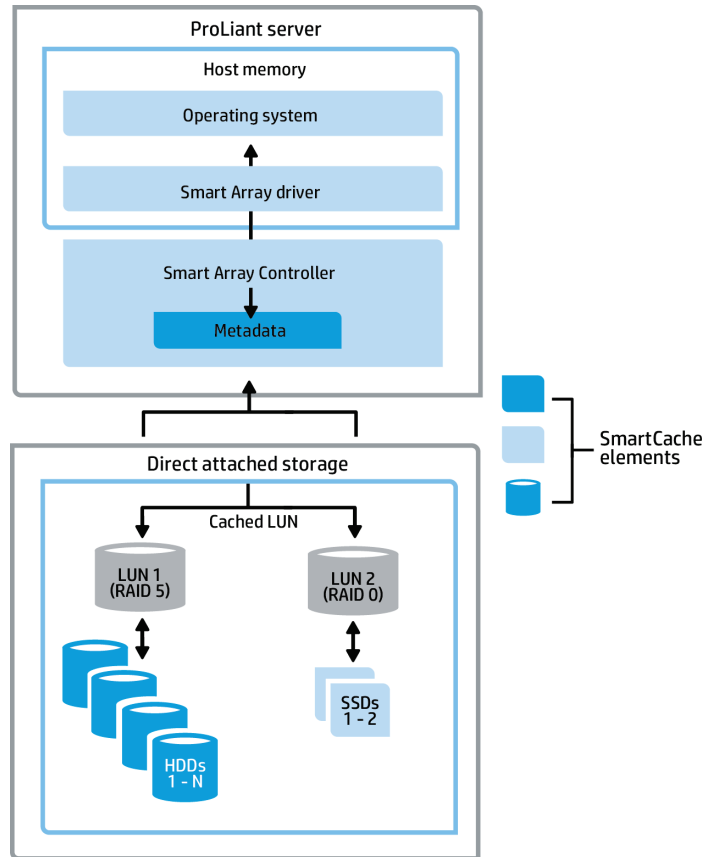 ProLiant server
Host memory
Operating system
Smart Array driver
Smart Array Controller
Metadata
SmartCache
elements
Direct attached storage
Cached LUN
LUN 1
(RAID 5)
LUN 2
(RAID 0)
SSDs
1 - 2
HDDs
1 - N